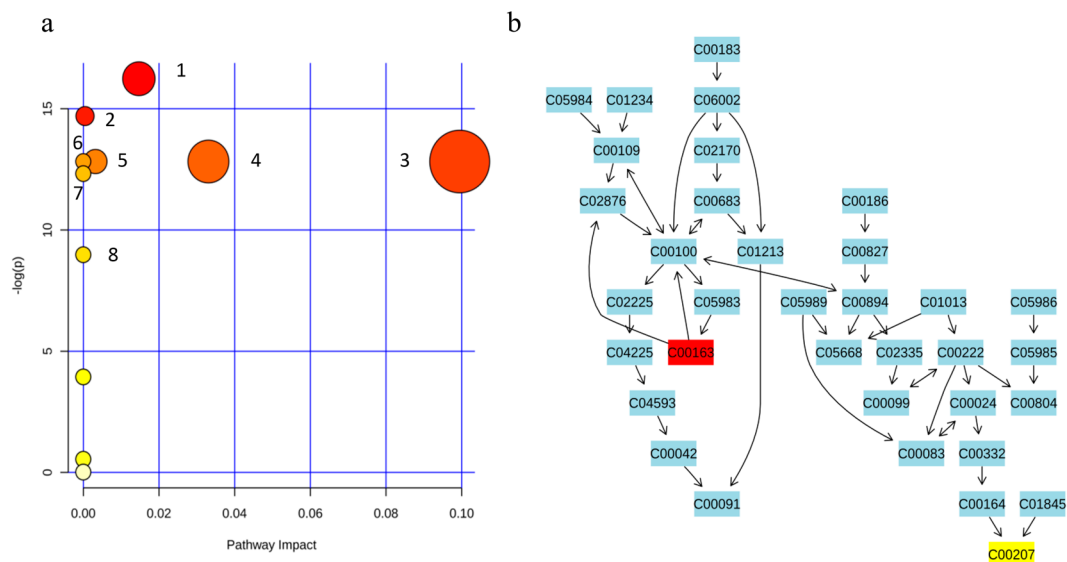 a
b
1
2
6
5
4
3
7
8
15
10
5
0
-log(p)
0.00 0.02 0.04 0.06 0.08 0.10
Pathway Impact
C00183
C05984 C01234 C06002
C00109 C02170
C02876 C00683 C00186
C00100 C01213 C00827
C02225 C05983 C05989 C00894 C01013 C05986
C04225 C00163 C05668 C02335 C00222 C05985
C04593 C00099 C00024 C00804
C00042 C00083 C00332
C00091 C00164 C01845
C00207